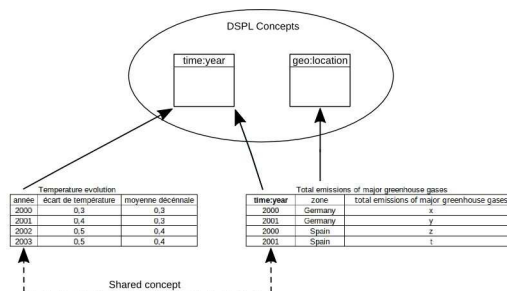 DSPL Concepts
time:year
geo:location
Temperature evolution
année écart de température moyenne décénnale
2000 0,3 0,3
2001 0,4 0,3
2002 0,5 0,4
2003 0,5 0,4
Total emissions of major greenhouse gases
time:year zone total emissions of major greenhouse gases
2000 Germany x
2001 Germany y
2000 Spain z
2001 Spain t
Shared concept